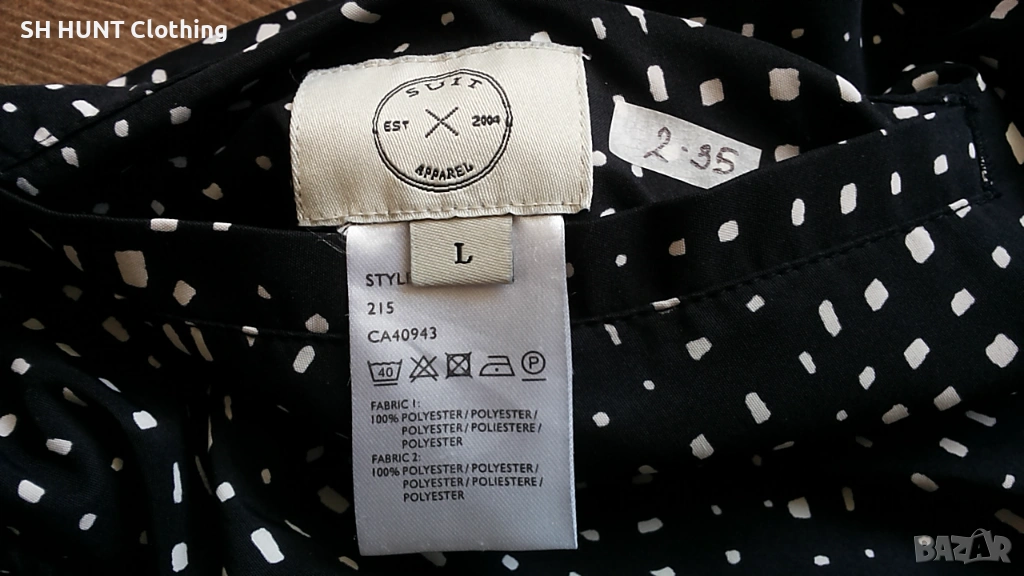 SH HUNT Clothing
SUIT
EST 2004
APPAREL
2.35
L
STYLE
215
CA40943
40 P
FABRIC 1:
100% POLYESTER / POLYESTER /
POLYESTER / POLIESTERE /
POLYESTER
FABRIC 2:
100% POLYESTER / POLYESTER /
POLYESTER / POLIESTERE /
POLYESTER
BAZAR